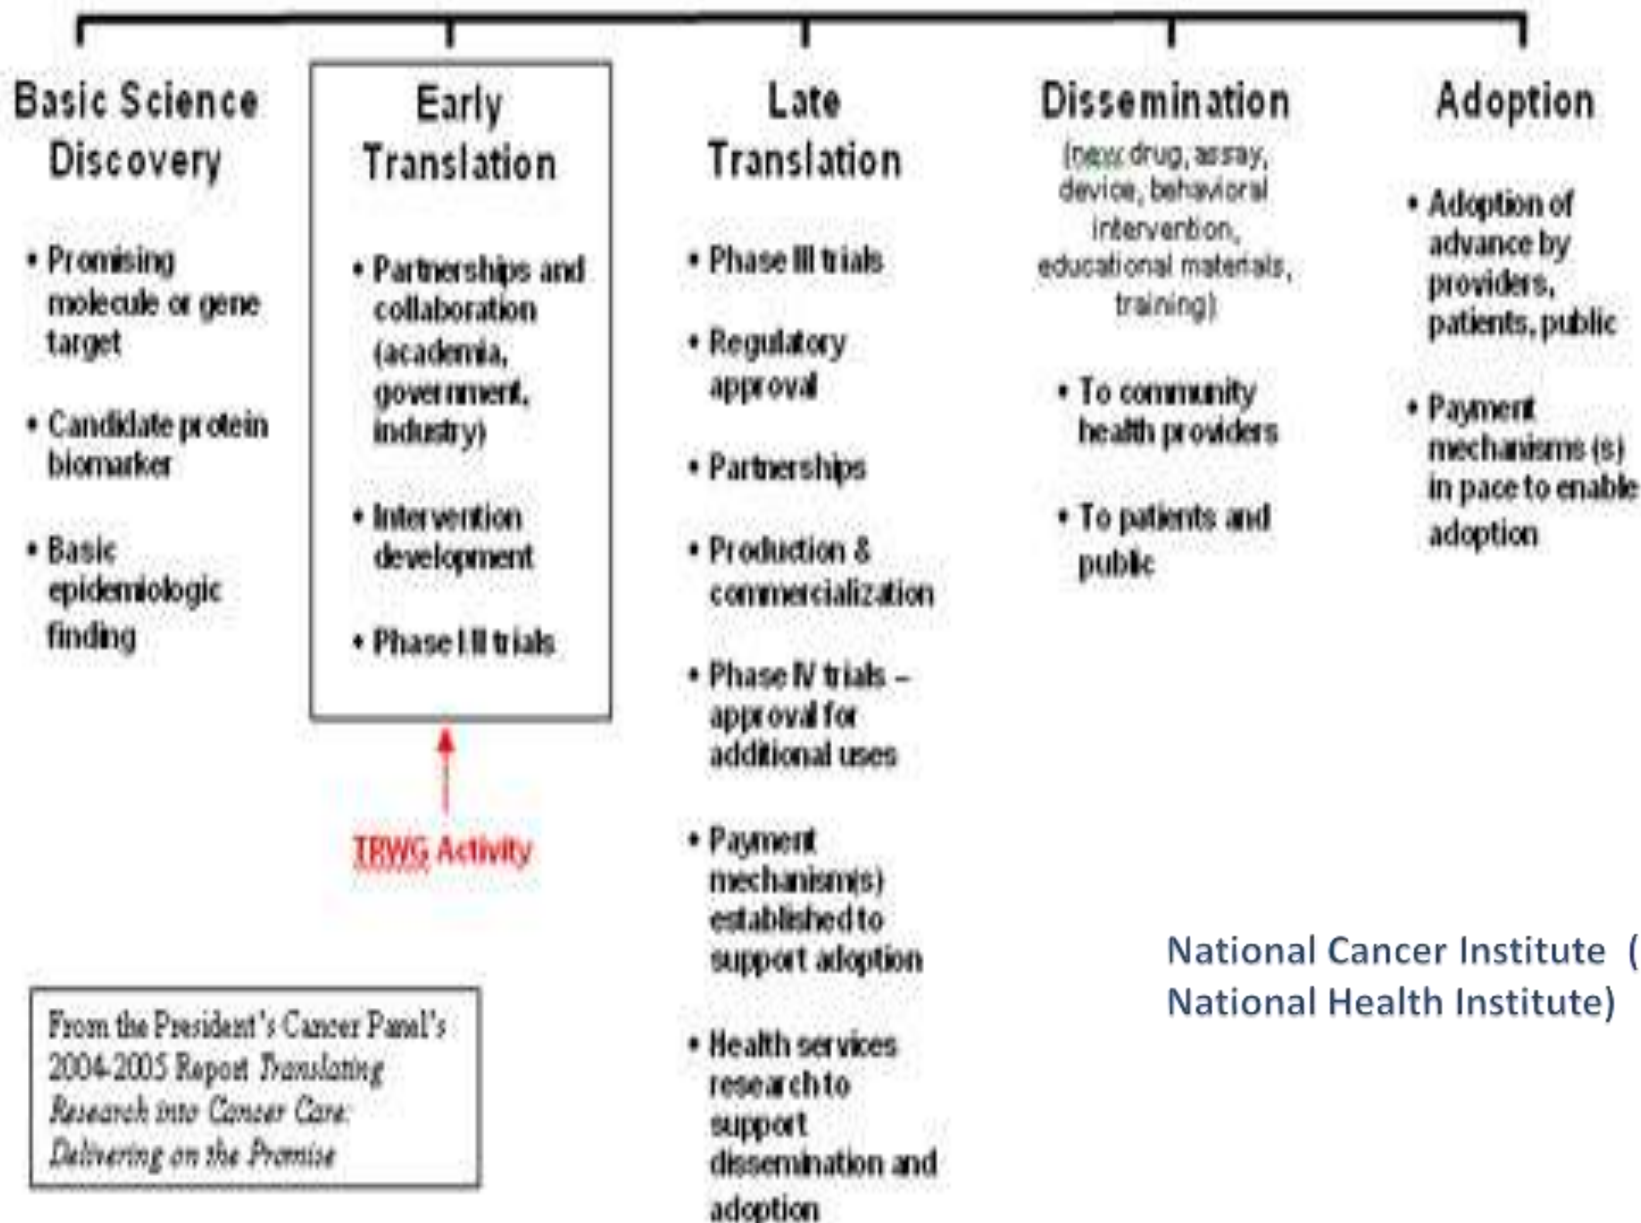 Basic Science
Discovery
• Promising
molecule or gene
target
• Candidate protein
biomarker
• Basic
epidemiologic
finding
Early
Translation
• Partnerships and
collaboration
(academia,
government,
industry)
• Intervention
development
• Phase I/II trials
TRWG Activity
Late
Translation
• Phase III trials
• Regulatory
approval
• Partnerships
• Production &
commercialization
• Phase IV trials –
approval for
additional uses
• Payment
mechanism(s)
established to
support adoption
• Health services
research to
support
dissemination and
adoption
Dissemination
(new drug, assay,
device, behavioral
intervention,
educational materials,
training)
• To community
health providers
• To patients and
public
Adoption
• Adoption of
advance by
providers,
patients, public
• Payment
mechanisms (s)
in pace to enable
adoption
From the President's Cancer Panel's
2004-2005 Report Translating
Research into Cancer Care:
Delivering on the Promise
National Cancer Institute (
National Health Institute)